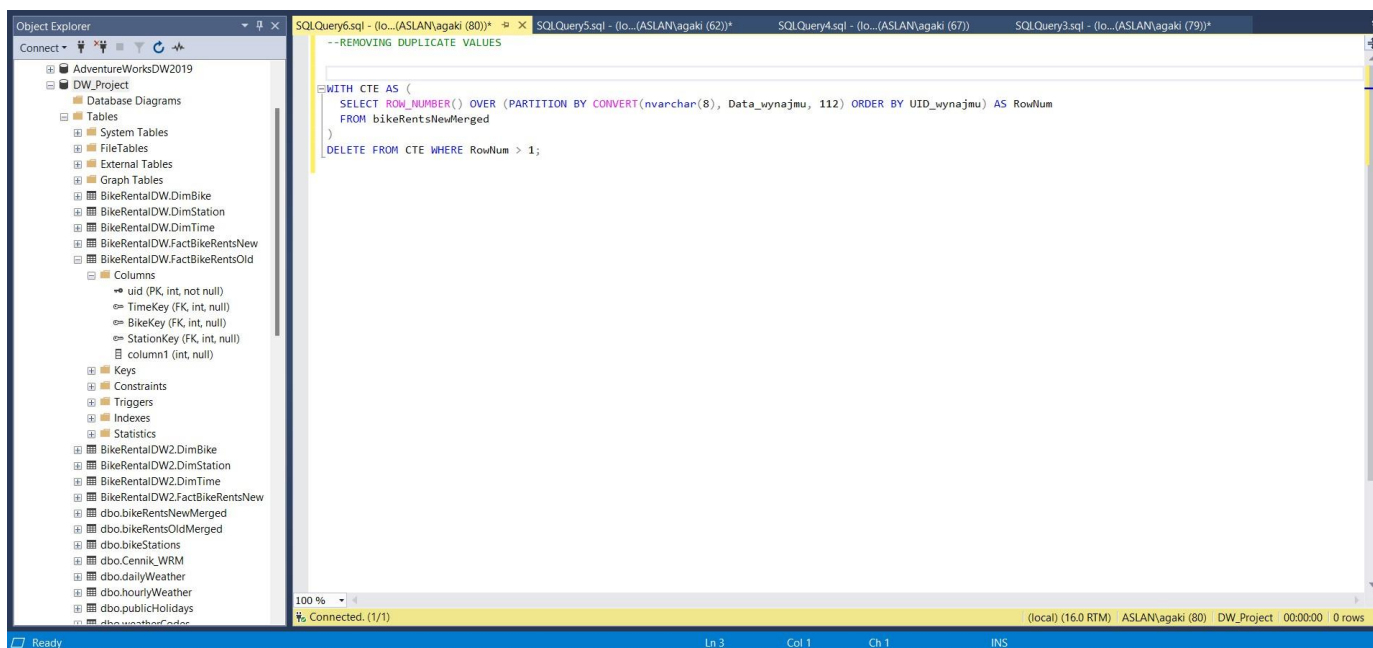 Object Explorer
Connect
AdventureWorksDW2019
DW_Project
Database Diagrams
Tables
System Tables
FileTables
External Tables
Graph Tables
BikeRentalDW.DimBike
BikeRentalDW.DimStation
BikeRentalDW.DimTime
BikeRentalDW.FactBikeRentsNew
BikeRentalDW.FactBikeRentsOld
Columns
uid (PK, int, not null)
TimeKey (FK, int, null)
BikeKey (FK, int, null)
StationKey (FK, int, null)
column1 (int, null)
Keys
Constraints
Triggers
Indexes
Statistics
BikeRentalDW2.DimBike
BikeRentalDW2.DimStation
BikeRentalDW2.DimTime
BikeRentalDW2.FactBikeRentsNew
dbo.bikeRentsNewMerged
dbo.bikeRentsOldMerged
dbo.bikeStations
dbo.Cennik_WRM
dbo.dailyWeather
dbo.hourlyWeather
dbo.publicHolidays
dbo.weatherCodes
SQLQuery6.sql - (lo...(ASLAN\agaki (80))* SQLQuery5.sql - (lo...(ASLAN\agaki (62))* SQLQuery4.sql - (lo...(ASLAN\agaki (67)) SQLQuery3.sql - (lo...(ASLAN\agaki (79))*
--REMOVING DUPLICATE VALUES
WITH CTE AS (
SELECT ROW_NUMBER() OVER (PARTITION BY CONVERT(nvarchar(8), Data_wynajmu, 112) ORDER BY UID_wynajmu) AS RowNum
FROM bikeRentsNewMerged
)
DELETE FROM CTE WHERE RowNum > 1;
100 %
Connected. (1/1) (local) (16.0 RTM) ASLAN\agaki (80) DW_Project 00:00:00 0 rows
Ready Ln 3 Col 1 Ch 1 INS